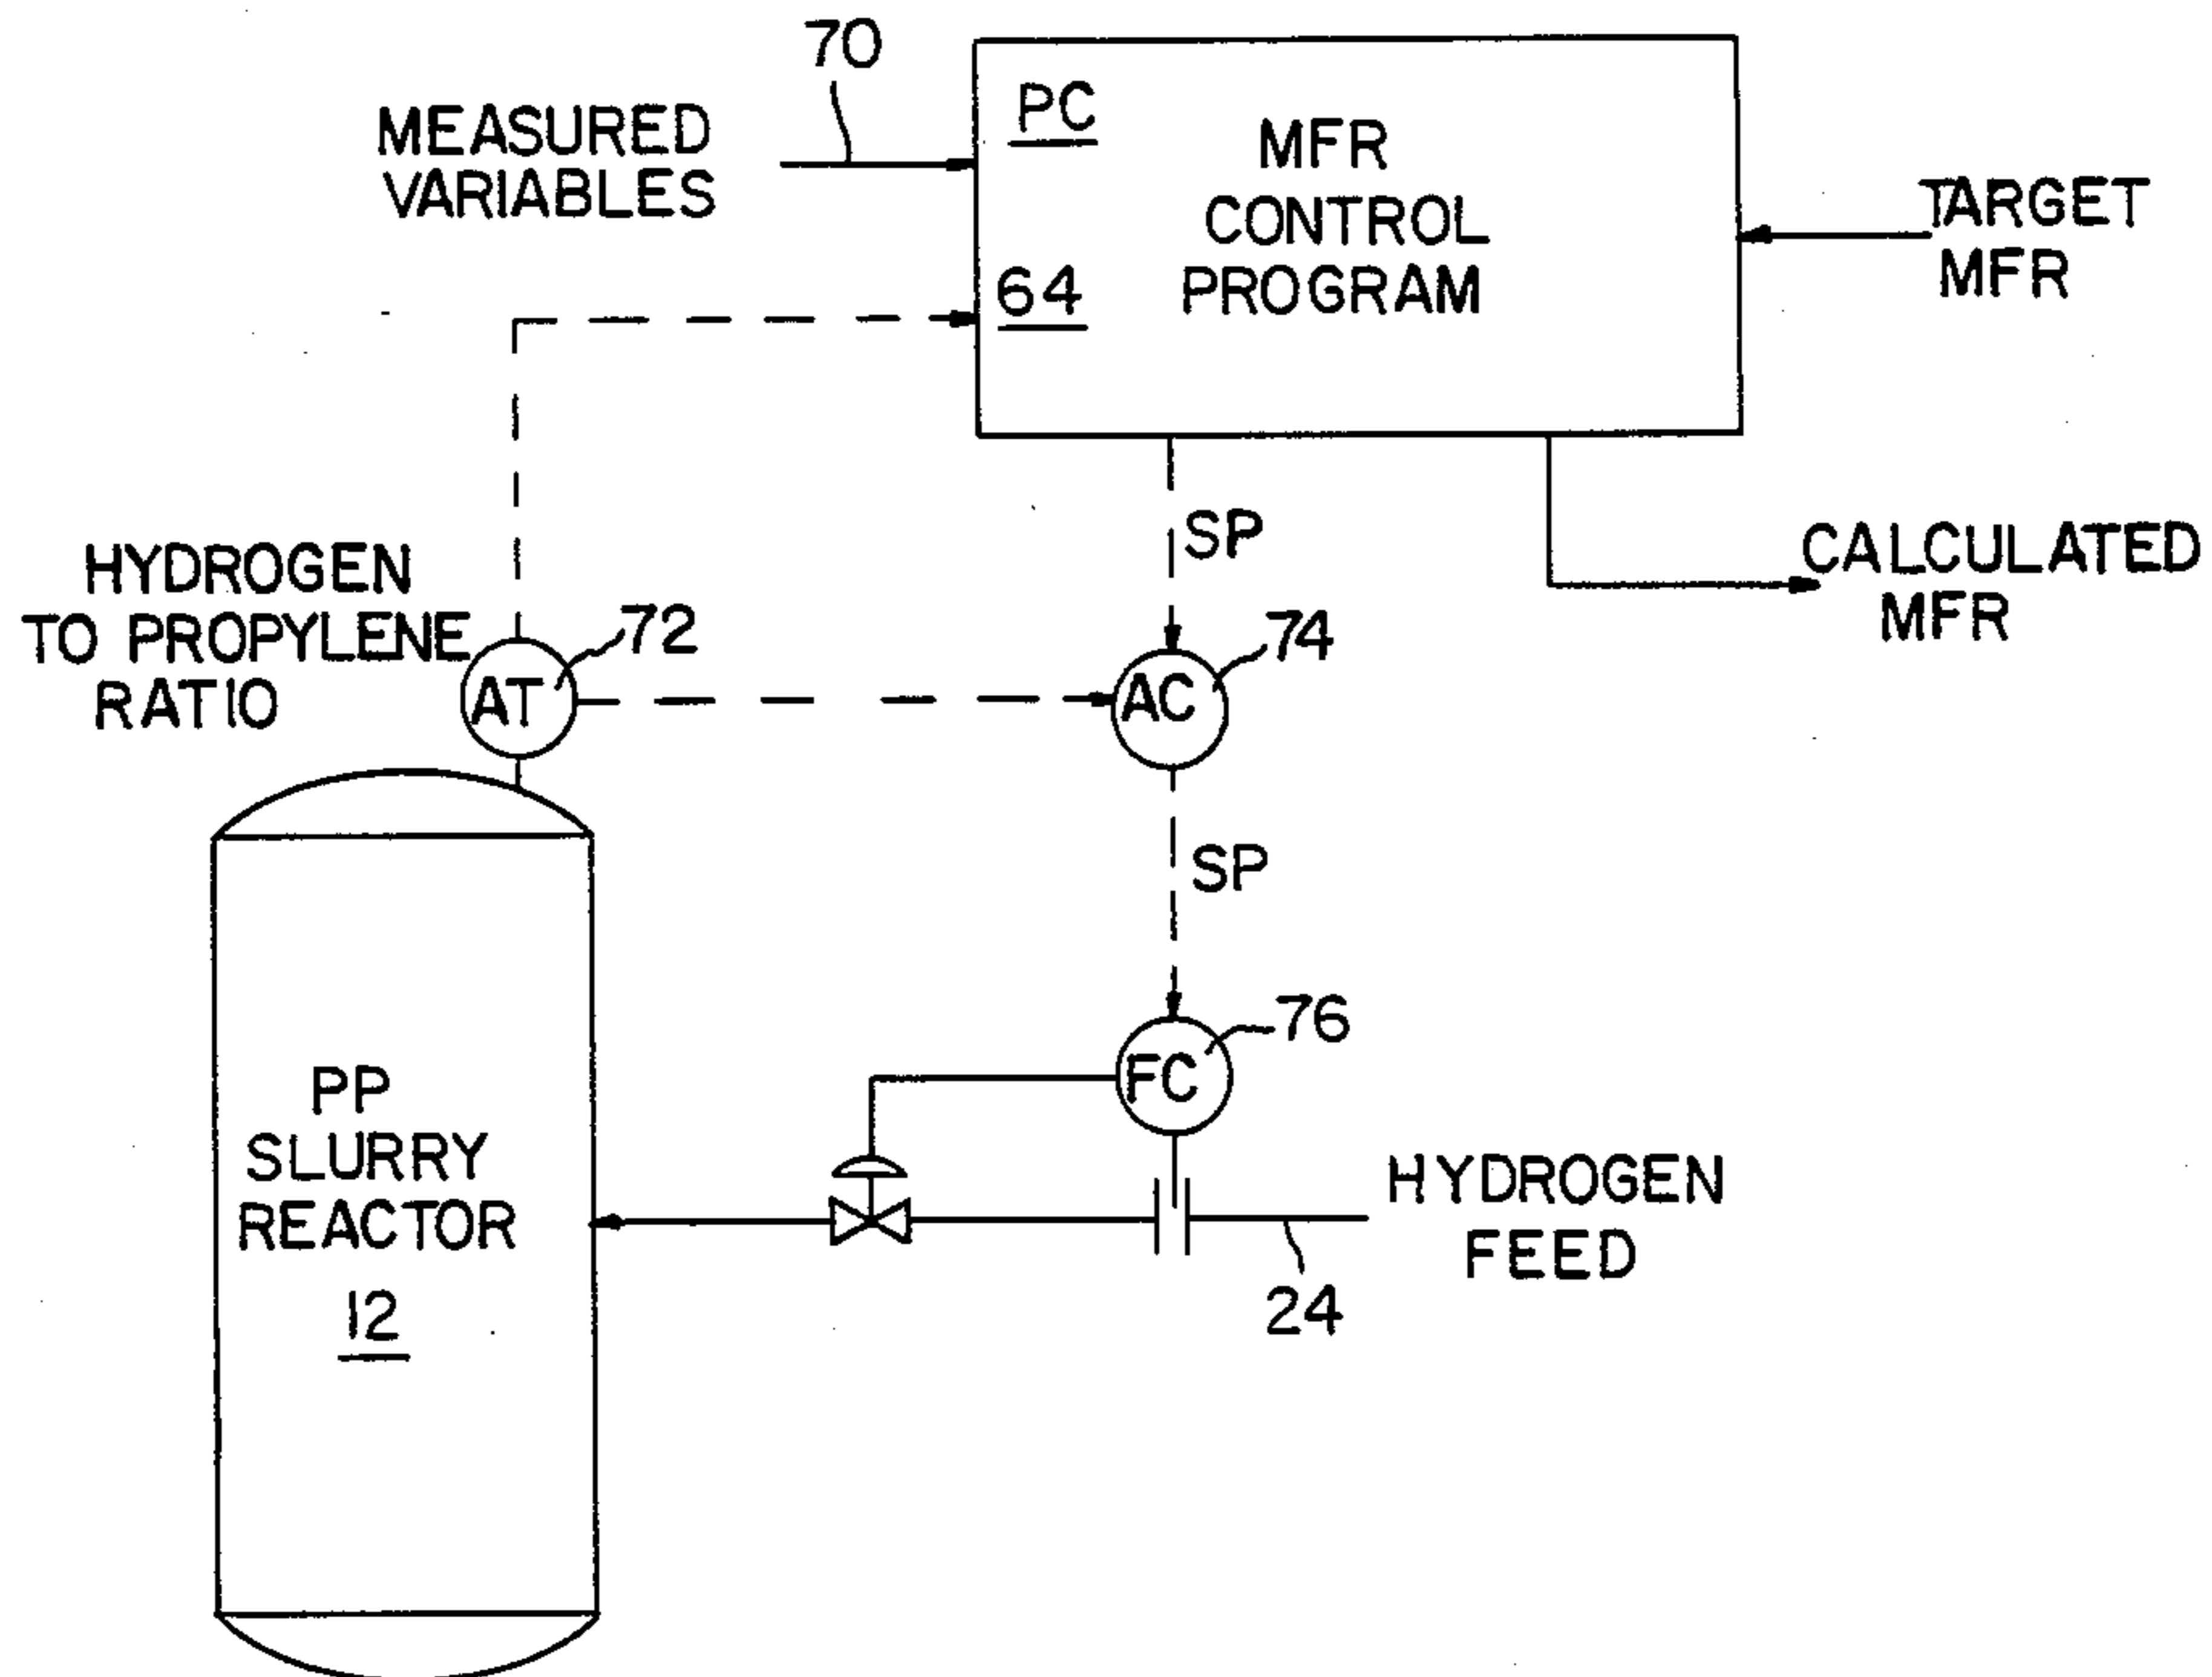 70
MEASURED
VARIABLES
PC
MFR
CONTROL
PROGRAM
64
TARGET
MFR
SP
CALCULATED
MFR
HYDROGEN
TO PROPYLENE
RATIO
72
AT
74
AC
SP
76
FC
PP
SLURRY
REACTOR
12
HYDROGEN
FEED
24